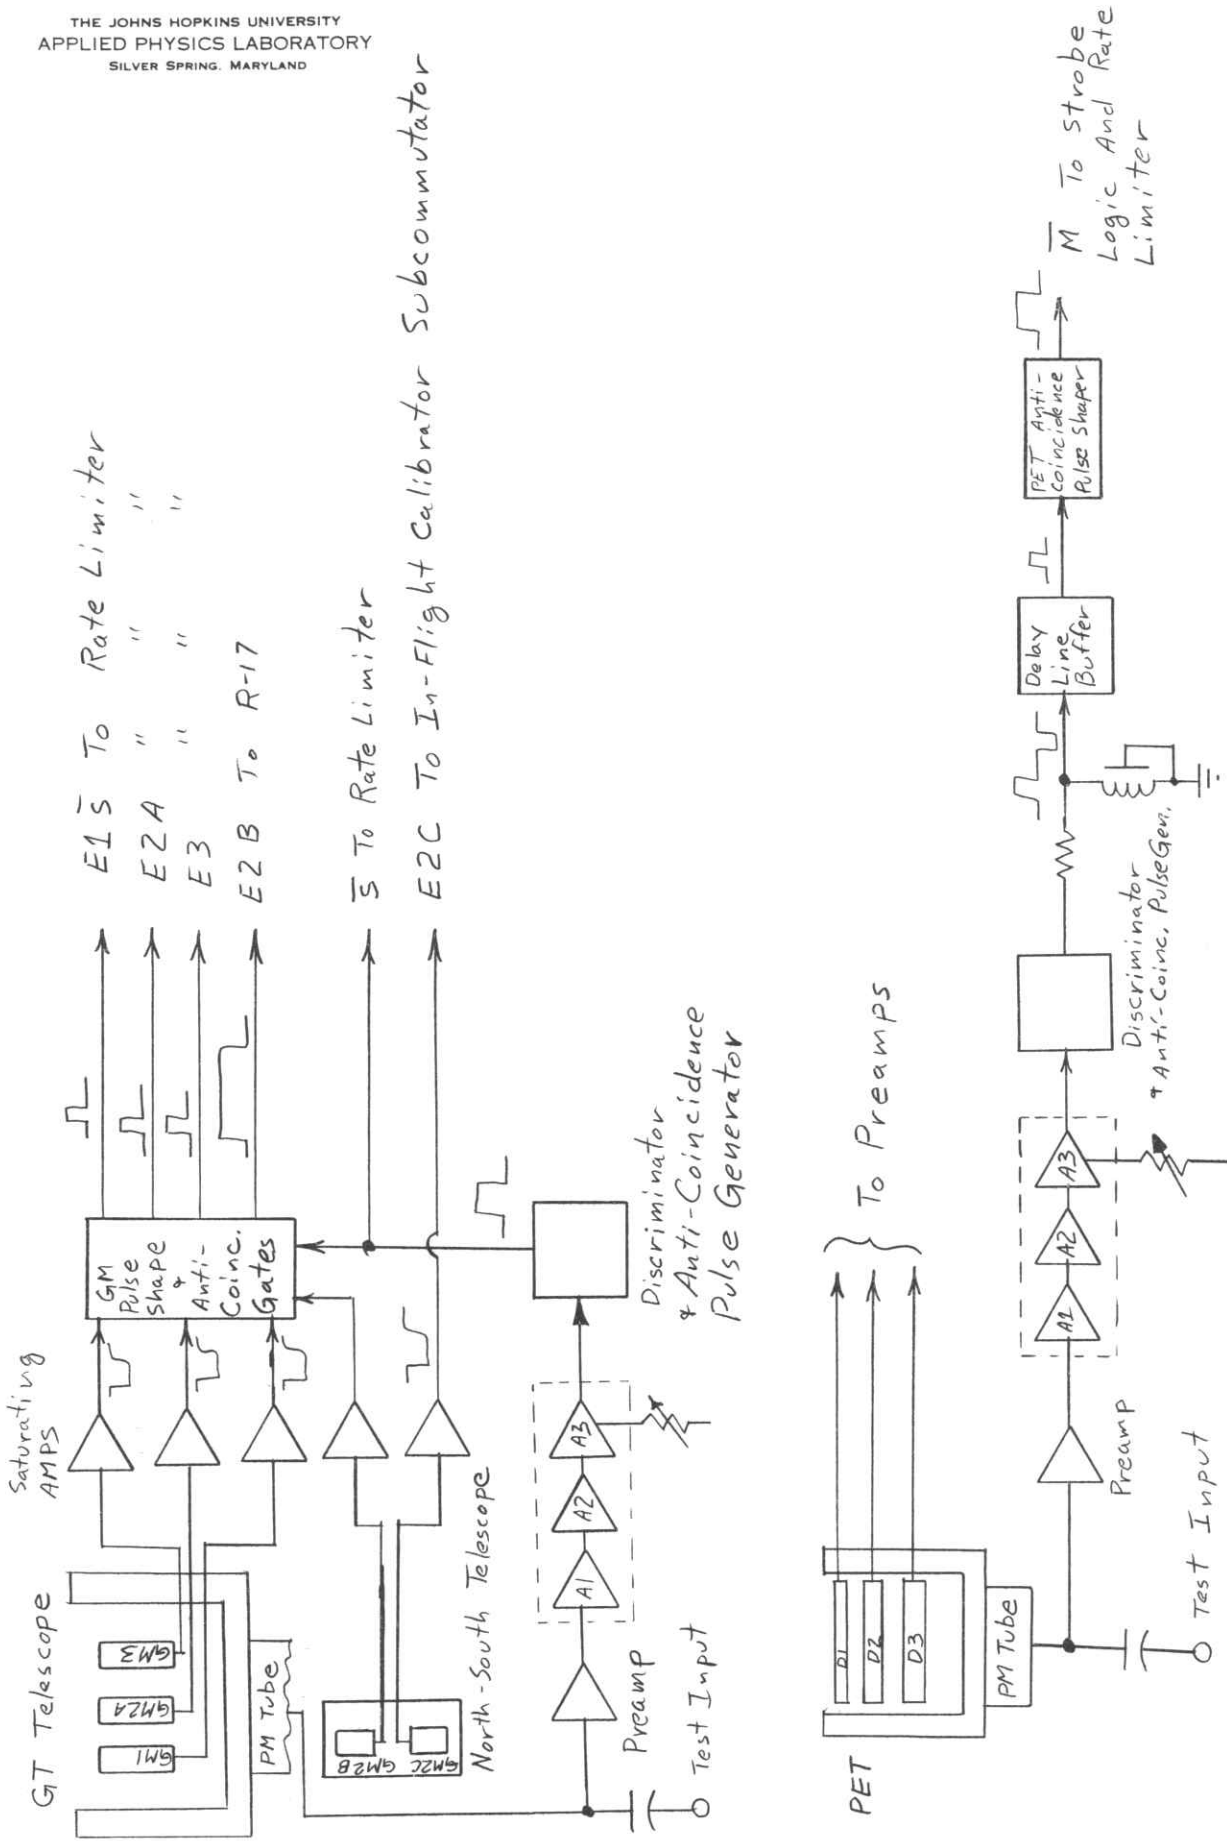 THE JOHNS HOPKINS UNIVERSITY
APPLIED PHYSICS LABORATORY
SILVER SPRING, MARYLAND
GT Telescope
GM1
GM2A
GM3
PM Tube
Saturating
AMPS
GM
Pulse
Shape
&
Anti-
Coinc.
Gates
E1S̅ To Rate Limiter
E2A " " "
E3 " " "
E2B To R-17
S̅ To Rate Limiter
E2C To In-Flight Calibrator Subcommutator
GM2B
GM2C
North-South Telescope
Preamp
Test Input
A1
A2
A3
Discriminator
& Anti-Coincidence
Pulse Generator
PET
D1
D2
D3
PM Tube
To Preamps
Test Input
Preamp
A1
A2
A3
Discriminator
& Anti-Coinc. Pulse Gen.
Delay
Line
Buffer
PET Anti-
Coincidence
Pulse Shaper
M̅ To Strobe
Logic And Rate
Limiter